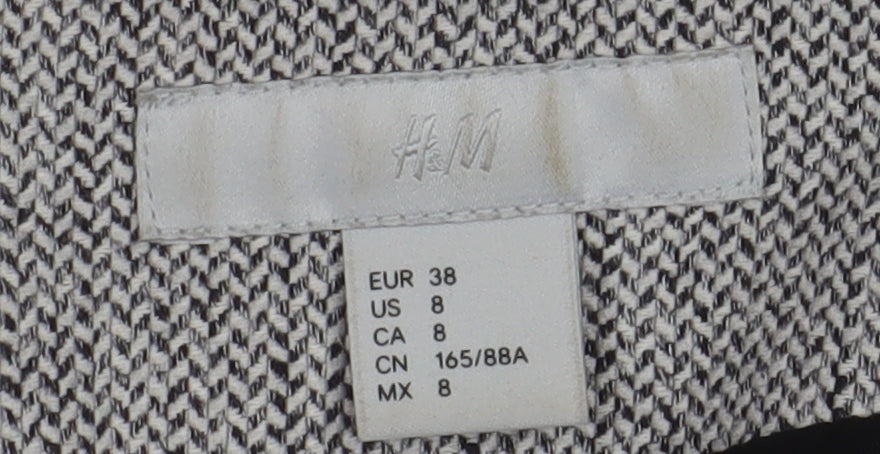 H&M
EUR 38
US 8
CA 8
CN 165/88A
MX 8